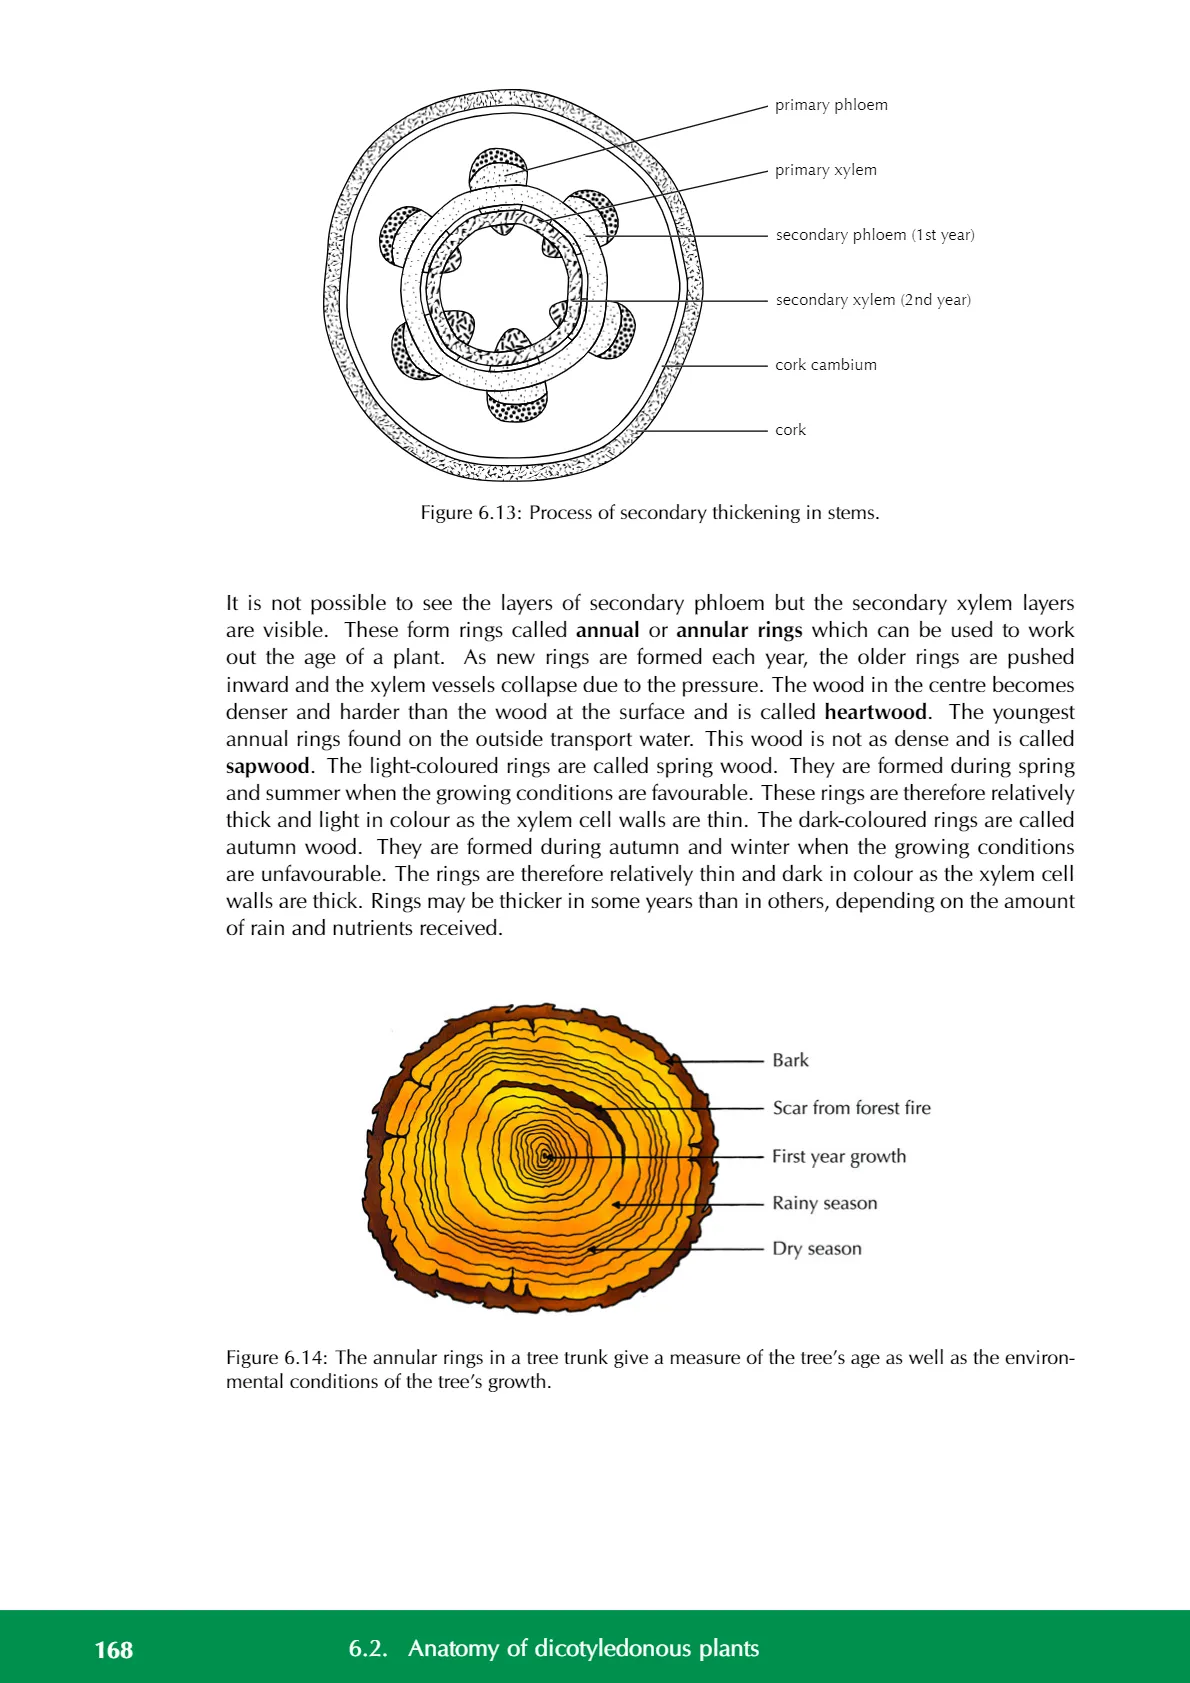 primary phloem
primary xylem
secondary phloem (1st year)
secondary xylem (2nd year)
cork cambium
cork
Figure 6.13: Process of secondary thickening in stems.
It is not possible to see the layers of secondary phloem but the secondary xylem layers
are visible. These form rings called annual or annular rings which can be used to work
out the age of a plant. As new rings are formed each year, the older rings are pushed
inward and the xylem vessels collapse due to the pressure. The wood in the centre becomes
denser and harder than the wood at the surface and is called heartwood. The youngest
annual rings found on the outside transport water. This wood is not as dense and is called
sapwood. The light-coloured rings are called spring wood. They are formed during spring
and summer when the growing conditions are favourable. These rings are therefore relatively
thick and light in colour as the xylem cell walls are thin. The dark-coloured rings are called
autumn wood. They are formed during autumn and winter when the growing conditions
are unfavourable. The rings are therefore relatively thin and dark in colour as the xylem cell
walls are thick. Rings may be thicker in some years than in others, depending on the amount
of rain and nutrients received.
Bark
Scar from forest fire
First year growth
Rainy season
Dry season
Figure 6.14: The annular rings in a tree trunk give a measure of the tree's age as well as the environ-
mental conditions of the tree's growth.
168 6.2. Anatomy of dicotyledonous plants